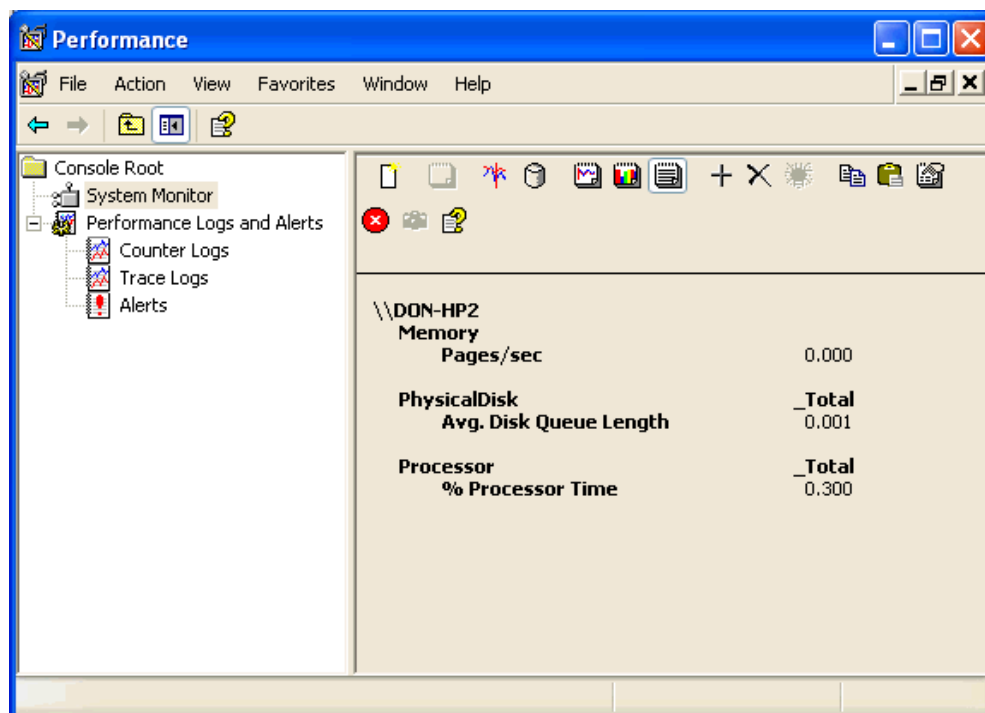 Performance
File Action View Favorites Window Help
Console Root
System Monitor
Performance Logs and Alerts
Counter Logs
Trace Logs
Alerts
\\DON-HP2
Memory
Pages/sec 0.000
PhysicalDisk _Total
Avg. Disk Queue Length 0.001
Processor _Total
% Processor Time 0.300